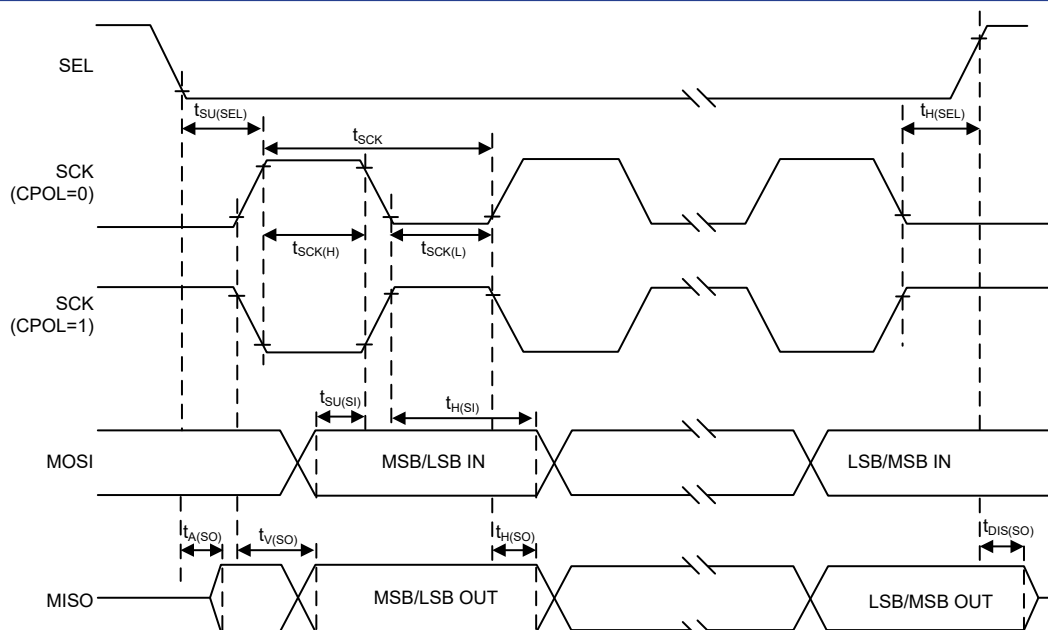 SEL
tSU(SEL)
tH(SEL)
tSCK
SCK
(CPOL=0)
tSCK(H)
tSCK(L)
SCK
(CPOL=1)
tSU(SI)
tH(SI)
MOSI
MSB/LSB IN
LSB/MSB IN
tA(SO)
tV(SO)
tH(SO)
tDIS(SO)
MISO
MSB/LSB OUT
LSB/MSB OUT